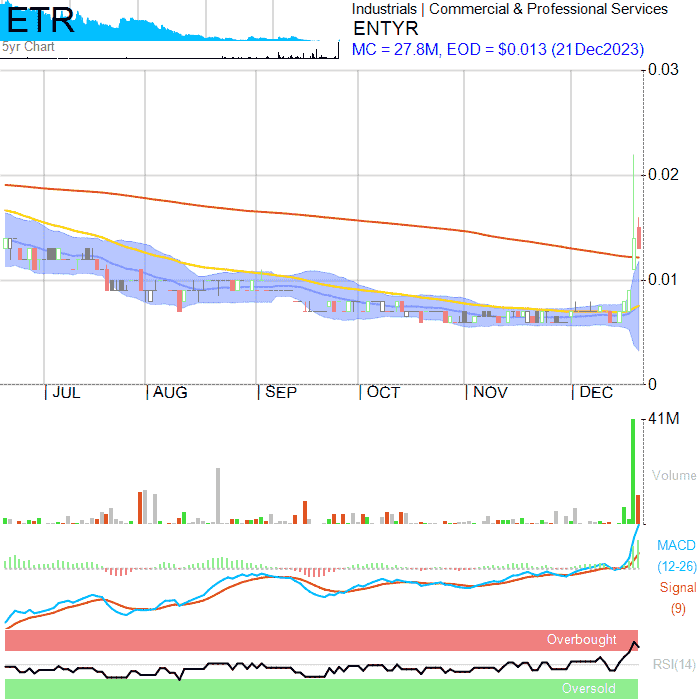 ETR
5yr Chart
Industrials | Commercial & Professional Services
ENTYR
MC = 27.8M, EOD = $0.013 (21Dec2023)
0.03
0.02
0.01
0
JUL AUG SEP OCT NOV DEC
41M
Volume
MACD
(12-26)
Signal
(9)
Overbought
RSI(14)
Oversold